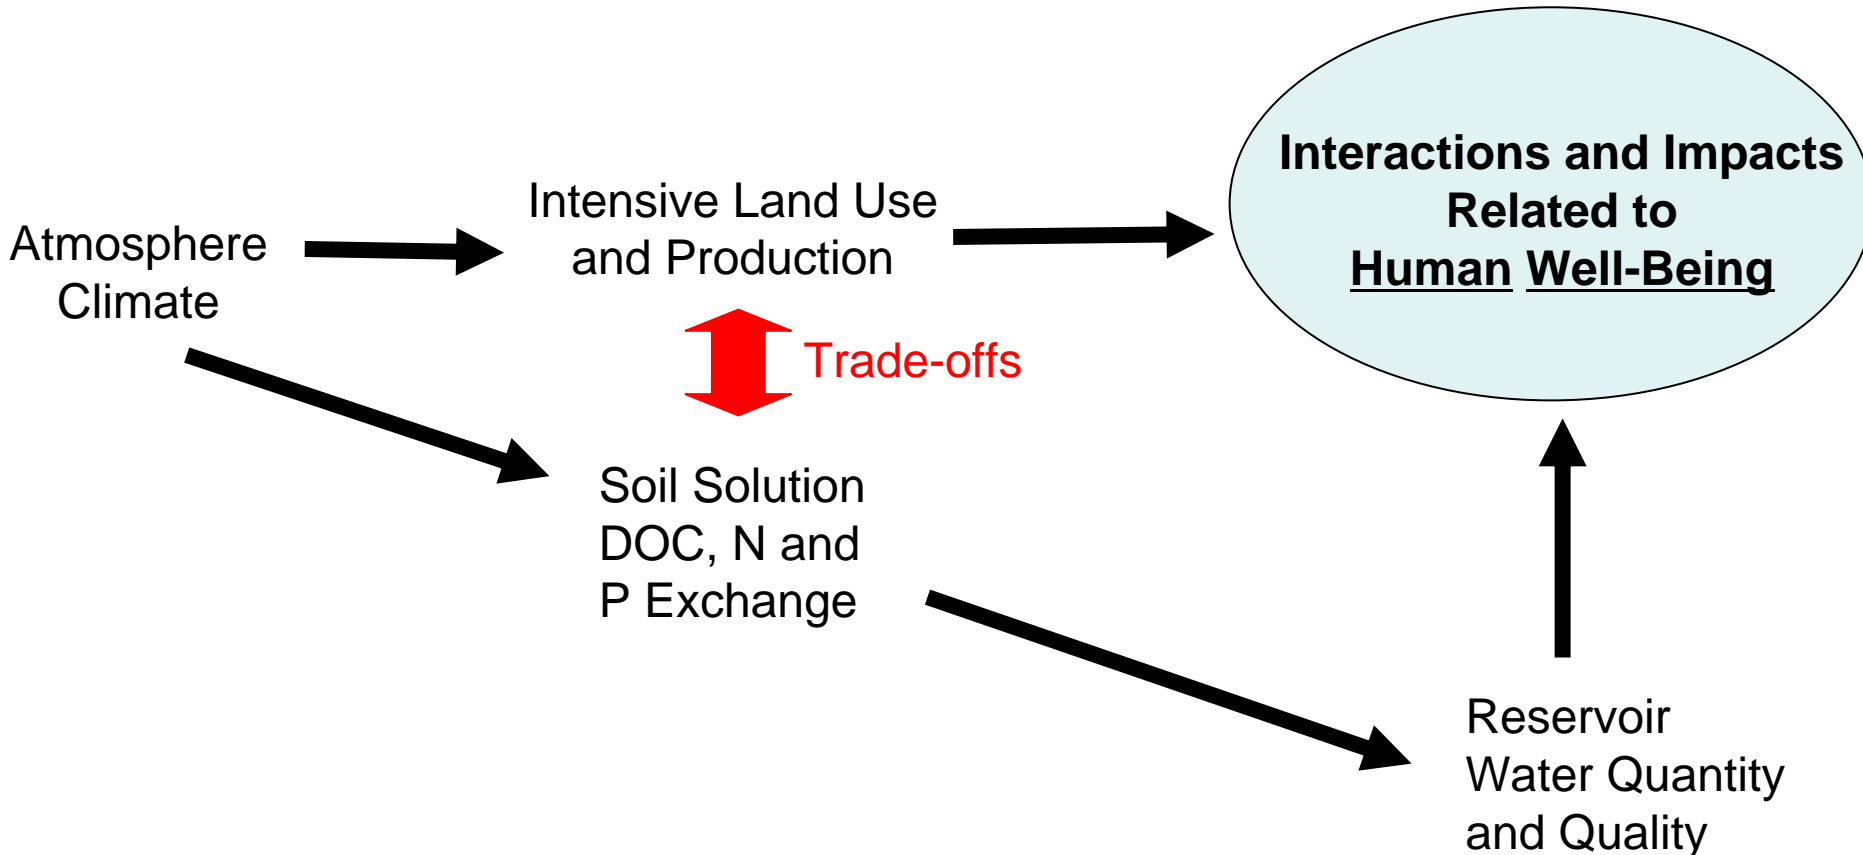 Atmosphere
Climate
Intensive Land Use
and Production
Interactions and Impacts
Related to
Human Well-Being
Trade-offs
Soil Solution
DOC, N and
P Exchange
Reservoir
Water Quantity
and Quality